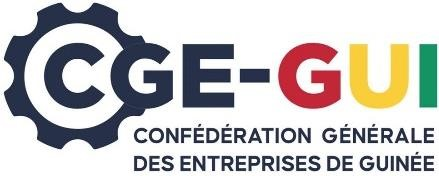 CGE-GUI
CONFÉDÉRATION GÉNÉRALE
DES ENTREPRISES DE GUINÉE